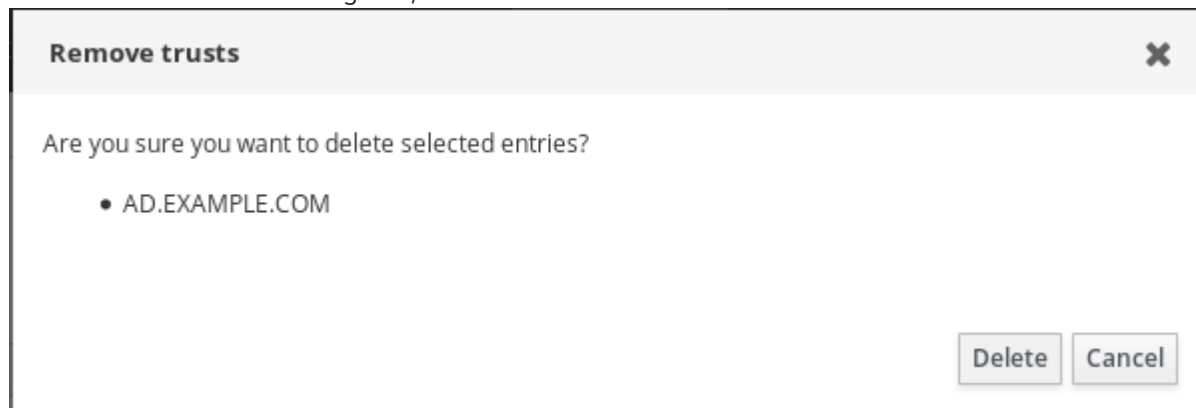 Remove trusts
Are you sure you want to delete selected entries?
• AD.EXAMPLE.COM
Delete Cancel